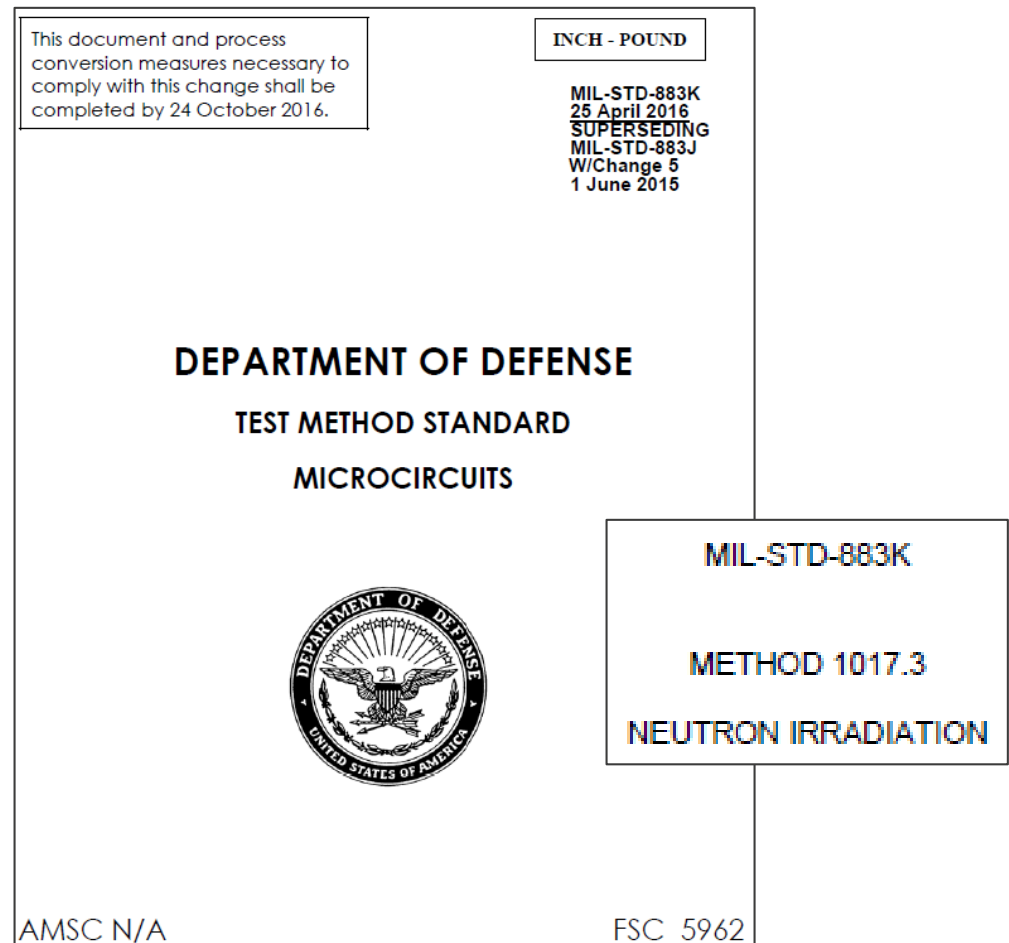 This document and process
conversion measures necessary to
comply with this change shall be
completed by 24 October 2016.
INCH - POUND
MIL-STD-883K
25 April 2016
SUPERSEDING
MIL-STD-883J
W/Change 5
1 June 2015
DEPARTMENT OF DEFENSE
TEST METHOD STANDARD
MICROCIRCUITS
DEPARTMENT OF DEFENSE
UNITED STATES OF AMERICA
MIL-STD-883K
METHOD 1017.3
NEUTRON IRRADIATION
AMSC N/A
FSC 5962